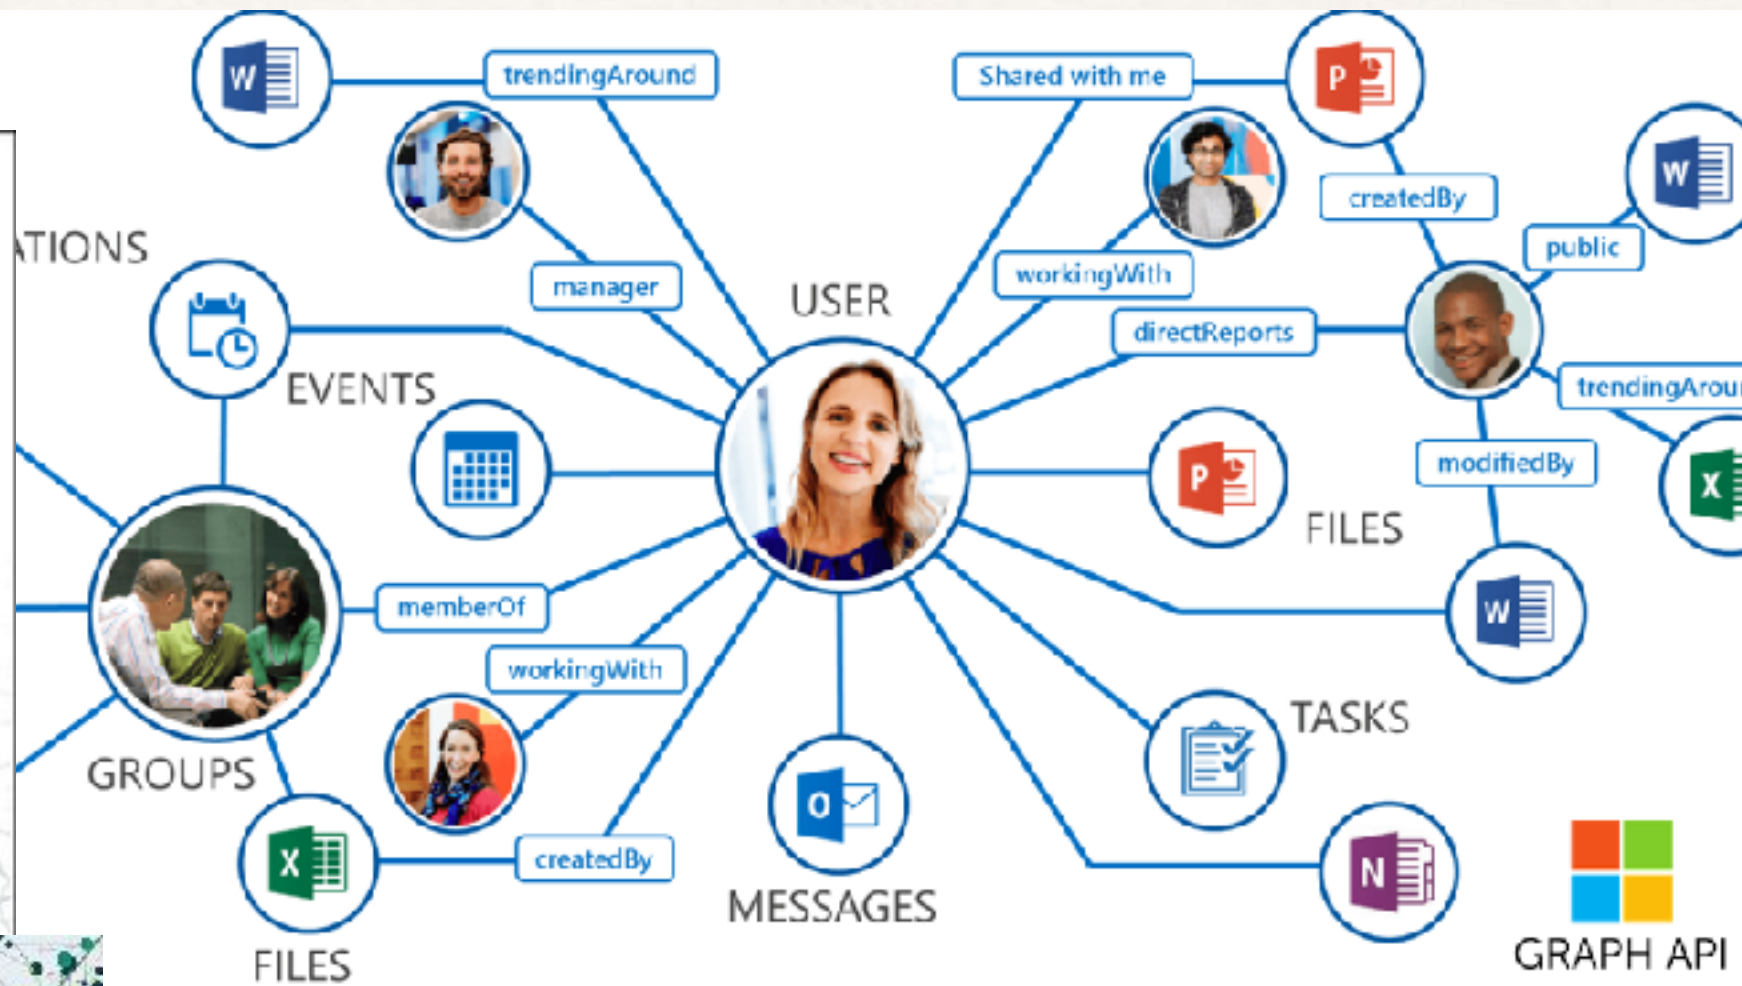 trendingAround
Shared with me
createdBy
public
ATIONS
manager
workingWith
USER
directReports
EVENTS
trendingArou
modifiedBy
FILES
memberOf
workingWith
TASKS
GROUPS
createdBy
MESSAGES
FILES
GRAPH API
W
P
W
P
X
W
O
X
N